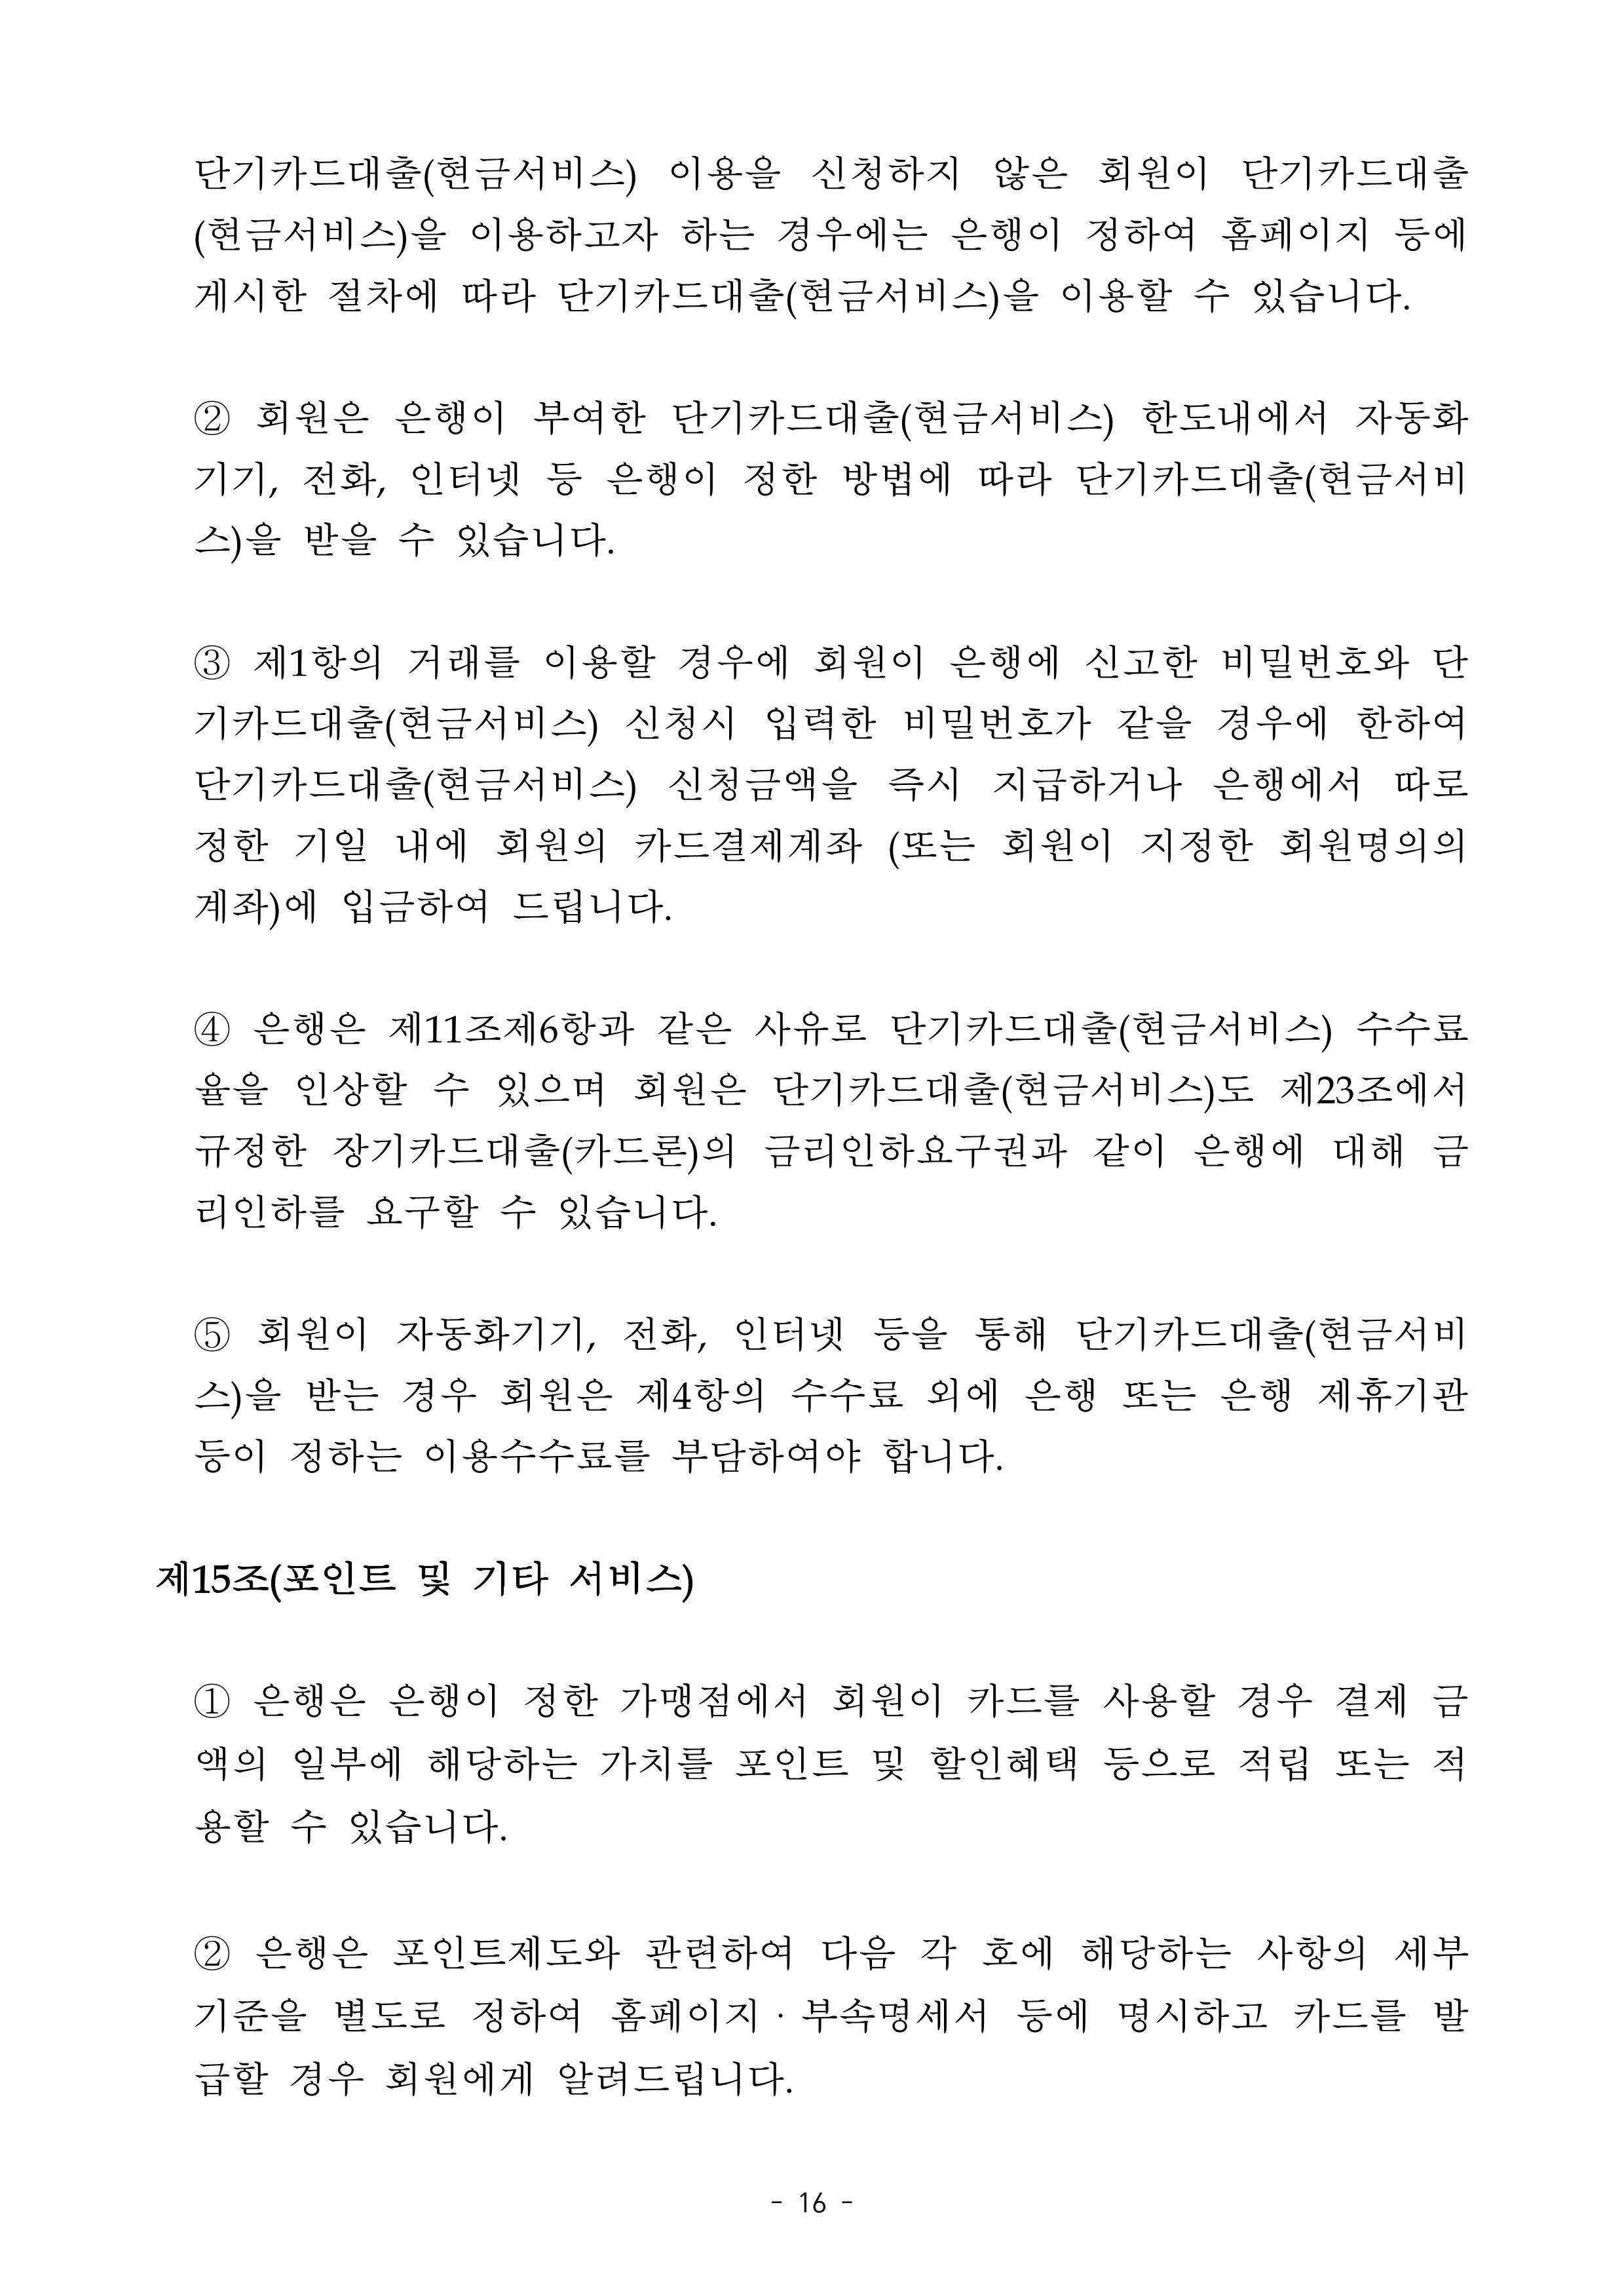 단기카드대출(현금서비스) 이용을 신청하지 않은 회원이 단기카드대출
(현금서비스)을 이용하고자 하는 경우에는 은행이 정하여 홈페이지 등에
게시한 절차에 따라 단기카드대출(현금서비스)을 이용할 수 있습니다.
② 회원은 은행이 부여한 단기카드대출(현금서비스) 한도내에서 자동화
기기, 전화, 인터넷 등 은행이 정한 방법에 따라 단기카드대출(현금서비
스)을 받을 수 있습니다.
③ 제1항의 거래를 이용할 경우에 회원이 은행에 신고한 비밀번호와 단
기카드대출(현금서비스) 신청시 입력한 비밀번호가 같을 경우에 한하여
단기카드대출(현금서비스) 신청금액을 즉시 지급하거나 은행에서 따로
정한 기일 내에 회원의 카드결제계좌 (또는 회원이 지정한 회원명의의
계좌)에 입금하여 드립니다.
④ 은행은 제11조제6항과 같은 사유로 단기카드대출(현금서비스) 수수료
율을 인상할 수 있으며 회원은 단기카드대출(현금서비스)도 제23조에서
규정한 장기카드대출(카드론)의 금리인하요구권과 같이 은행에 대해 금
리인하를 요구할 수 있습니다.
⑤ 회원이 자동화기기, 전화, 인터넷 등을 통해 단기카드대출(현금서비
스)을 받는 경우 회원은 제4항의 수수료 외에 은행 또는 은행 제휴기관
등이 정하는 이용수수료를 부담하여야 합니다.
제15조(포인트 및 기타 서비스)
① 은행은 은행이 정한 가맹점에서 회원이 카드를 사용할 경우 결제 금
액의 일부에 해당하는 가치를 포인트 및 할인혜택 등으로 적립 또는 적
용할 수 있습니다.
② 은행은 포인트제도와 관련하여 다음 각 호에 해당하는 사항의 세부
기준을 별도로 정하여 홈페이지·부속명세서 등에 명시하고 카드를 발
급할 경우 회원에게 알려드립니다.
- 16 -